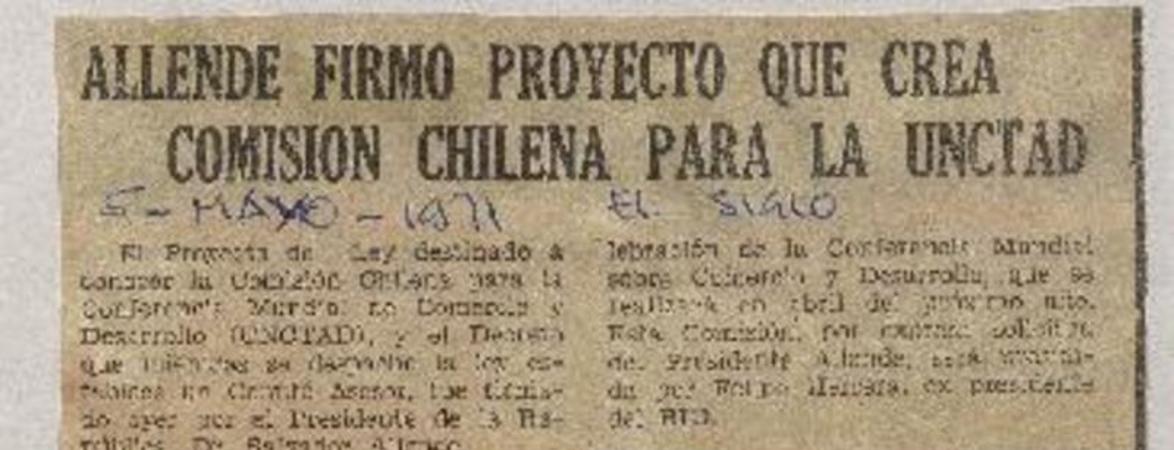 ALLENDE FIRMO PROYECTO QUE CREA
COMISION CHILENA PARA LA UNCTAD
5-MAYO-1971 EL SIGLO
El Proyecto de Ley destinado a
la Comisión Chilena para la
Conferencia Mundial de Comercio y
Desarrollo (UNCTAD), y el Decreto
que mientras se despacha la ley es-
tablece un Comité Asesor, fue firma-
do ayer por el Presidente de la Re-
pública, Dr. Salvador Allende
lebración de la Conferencia Mundial
sobre Comercio y Desarrollo, que se
realizará en abril del próximo año.
Esta Comisión, por expresa solicitud
del Presidente Allende, será
da por Felipe Herrera, ex presidente
del BID.